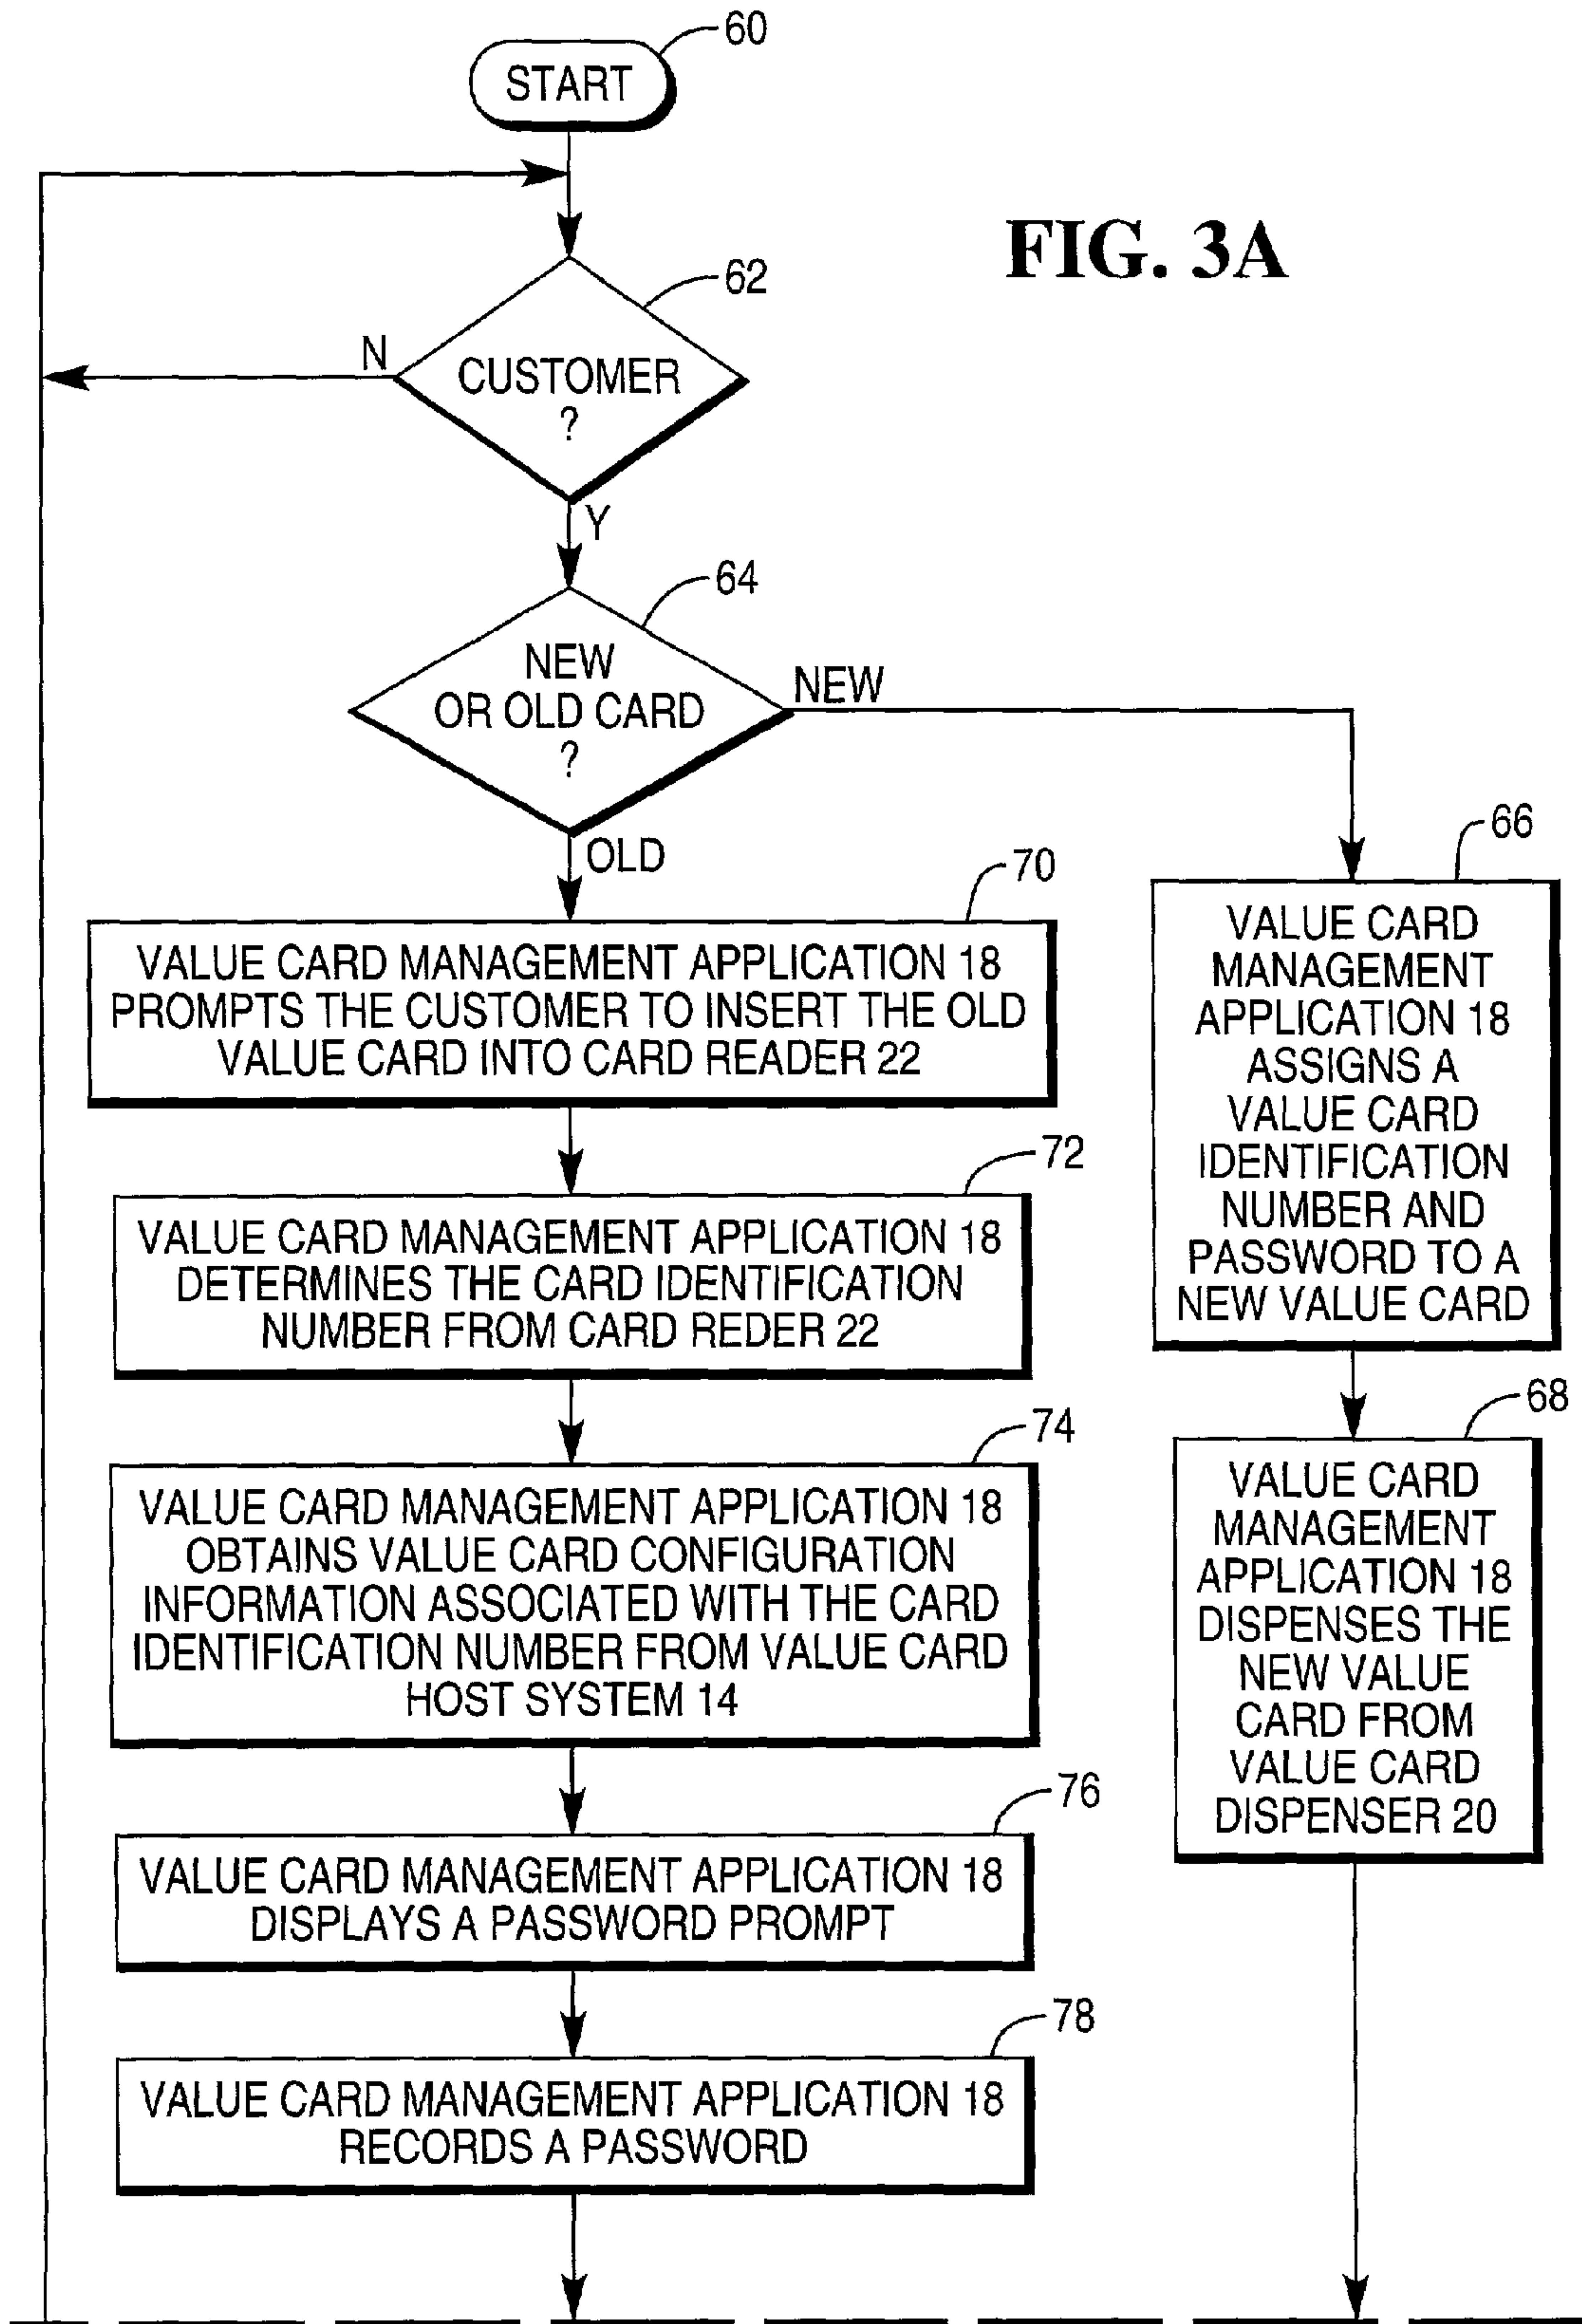 60
START
FIG. 3A
62
N
CUSTOMER
?
Y
64
NEW
OR OLD CARD
?
NEW
OLD
70
VALUE CARD MANAGEMENT APPLICATION 18
PROMPTS THE CUSTOMER TO INSERT THE OLD
VALUE CARD INTO CARD READER 22
72
VALUE CARD MANAGEMENT APPLICATION 18
DETERMINES THE CARD IDENTIFICATION
NUMBER FROM CARD REDER 22
74
VALUE CARD MANAGEMENT APPLICATION 18
OBTAINS VALUE CARD CONFIGURATION
INFORMATION ASSOCIATED WITH THE CARD
IDENTIFICATION NUMBER FROM VALUE CARD
HOST SYSTEM 14
76
VALUE CARD MANAGEMENT APPLICATION 18
DISPLAYS A PASSWORD PROMPT
78
VALUE CARD MANAGEMENT APPLICATION 18
RECORDS A PASSWORD
66
VALUE CARD
MANAGEMENT
APPLICATION 18
ASSIGNS A
VALUE CARD
IDENTIFICATION
NUMBER AND
PASSWORD TO A
NEW VALUE CARD
68
VALUE CARD
MANAGEMENT
APPLICATION 18
DISPENSES THE
NEW VALUE
CARD FROM
VALUE CARD
DISPENSER 20